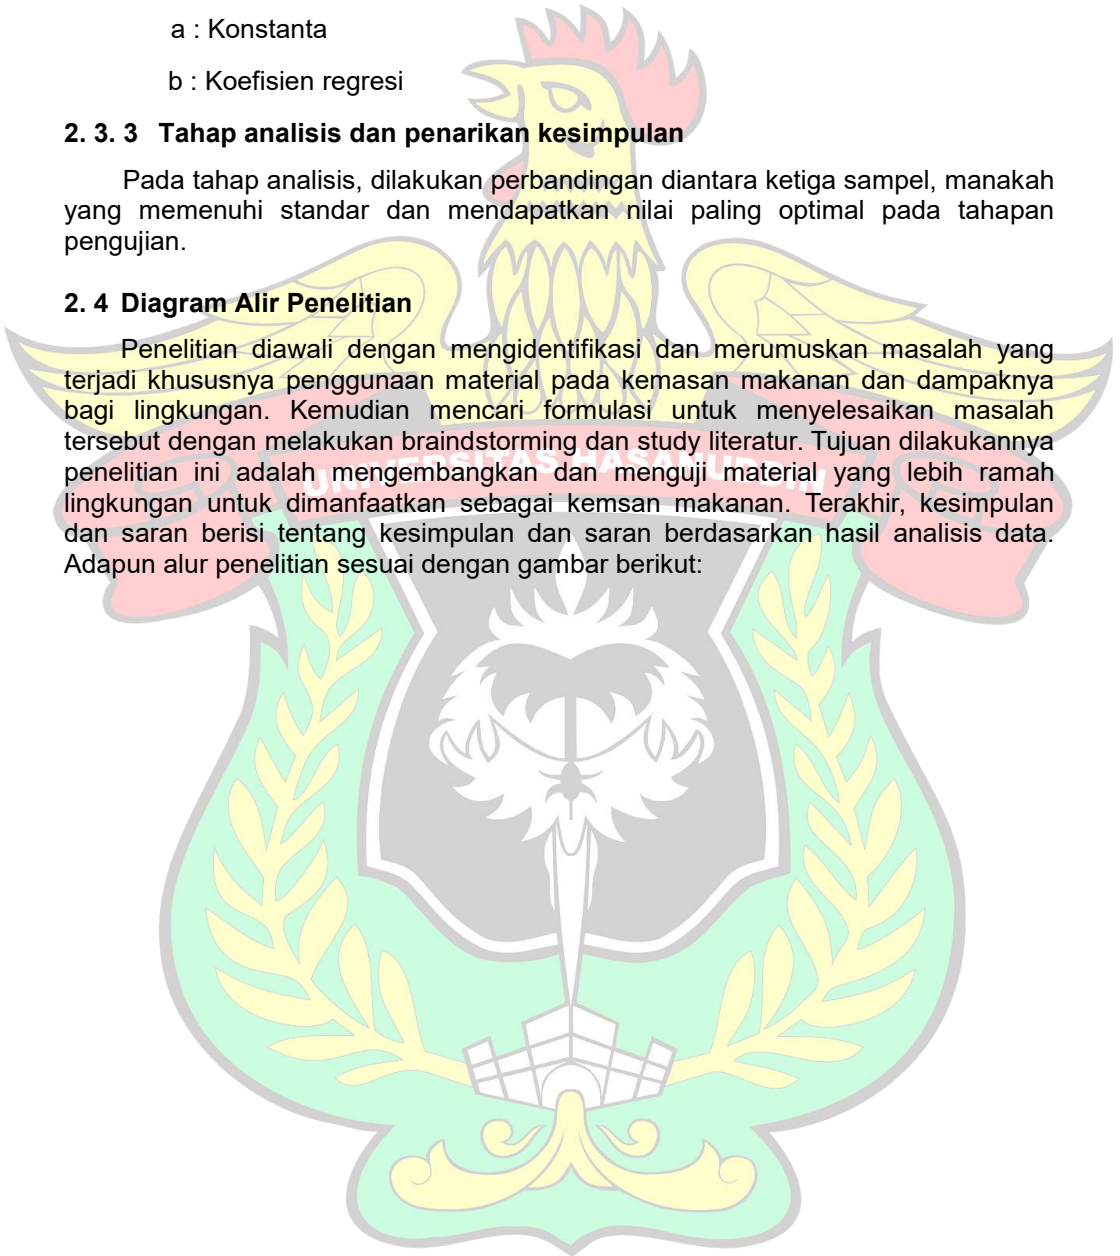 a : Konstanta
b : Koefisien regresi
2. 3. 3 Tahap analisis dan penarikan kesimpulan
Pada tahap analisis, dilakukan perbandingan diantara ketiga sampel, manakah
yang memenuhi standar dan mendapatkan nilai paling optimal pada tahapan
pengujian.
2. 4 Diagram Alir Penelitian
Penelitian diawali dengan mengidentifikasi dan merumuskan masalah yang
terjadi khususnya penggunaan material pada kemasan makanan dan dampaknya
bagi lingkungan. Kemudian mencari formulasi untuk menyelesaikan masalah
tersebut dengan melakukan braindstorming dan study literatur. Tujuan dilakukannya
UNIVERSITAS HASANUDDIN
penelitian ini adalah mengembangkan dan menguji material yang lebih ramah
lingkungan untuk dimanfaatkan sebagai kemsan makanan. Terakhir, kesimpulan
dan saran berisi tentang kesimpulan dan saran berdasarkan hasil analisis data.
Adapun alur penelitian sesuai dengan gambar berikut: